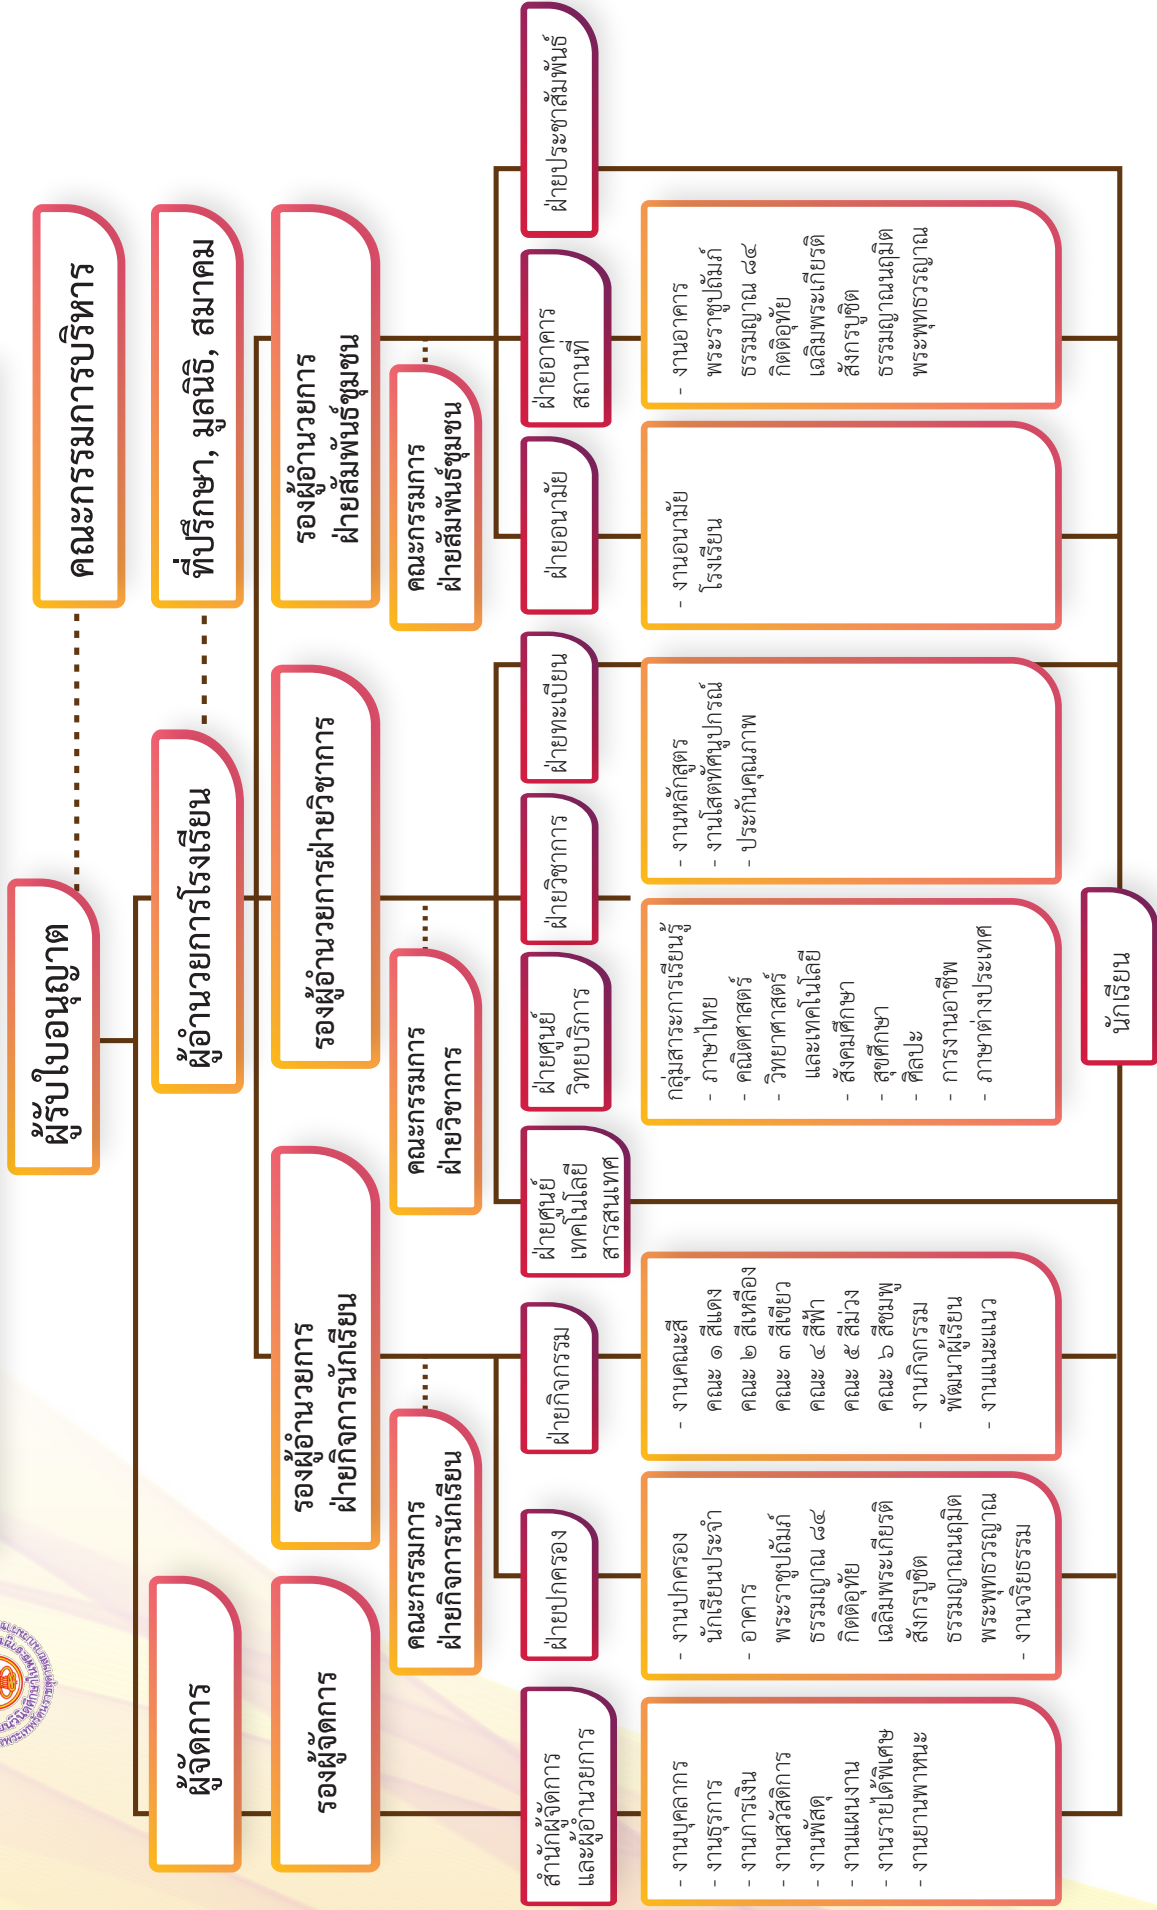 ผู้รับใบอนุญาต
คณะกรรมการบริหาร
ผู้จัดการ
ผู้อำนวยการโรงเรียน
ที่ปรึกษา, มูลนิธิ, สมาคม
รองผู้จัดการ
รองผู้อำนวยการ
ฝ่ายกิจการนักเรียน
รองผู้อำนวยการฝ่ายวิชาการ
รองผู้อำนวยการ
ฝ่ายสัมพันธ์ชุมชน
คณะกรรมการ
ฝ่ายกิจการนักเรียน
คณะกรรมการ
ฝ่ายวิชาการ
คณะกรรมการ
ฝ่ายสัมพันธ์ชุมชน
สำนักผู้จัดการ
และผู้อำนวยการ
ฝ่ายปกครอง
ฝ่ายกิจกรรม
ฝ่ายศูนย์
เทคโนโลยี
สารสนเทศ
ฝ่ายศูนย์
วิทยบริการ
ฝ่ายวิชาการ
ฝ่ายทะเบียน
ฝ่ายอนามัย
ฝ่ายอาคาร
สถานที่
ฝ่ายประชาสัมพันธ์
- งานบุคลากร
- งานธุรการ
- งานการเงิน
- งานสวัสดิการ
- งานพัสดุ
- งานแผนงาน
- งานรายได้พิเศษ
- งานยานพาหนะ
- งานปกครอง
นักเรียนประจำ
- อาคาร
พระราชูปถัมภ์
ธรรมญาณ ๘๔
กิตติอุทัย
เฉลิมพระเกียรติ
สังกรบูชิต
ธรรมญาณนฤมิต
พระพุทธวรญาณ
- งานจริยธรรม
- งานคณะสี
คณะ ๑ สีแดง
คณะ ๒ สีเหลือง
คณะ ๓ สีเขียว
คณะ ๔ สีฟ้า
คณะ ๕ สีม่วง
คณะ ๖ สีชมพู
- งานกิจกรรม
พัฒนาผู้เรียน
- งานแนะแนว
กลุ่มสาระการเรียนรู้
- ภาษาไทย
- คณิตศาสตร์
- วิทยาศาสตร์
และเทคโนโลยี
- สังคมศึกษา
- สุขศึกษา
- ศิลปะ
- การงานอาชีพ
- ภาษาต่างประเทศ
- งานหลักสูตร
- งานโสตทัศนูปกรณ์
- ประกันคุณภาพ
- งานอนามัย
โรงเรียน
- งานอาคาร
พระราชูปถัมภ์
ธรรมญาณ ๘๔
กิตติอุทัย
เฉลิมพระเกียรติ
สังกรบูชิต
ธรรมญาณนฤมิต
พระพุทธวรญาณ
นักเรียน